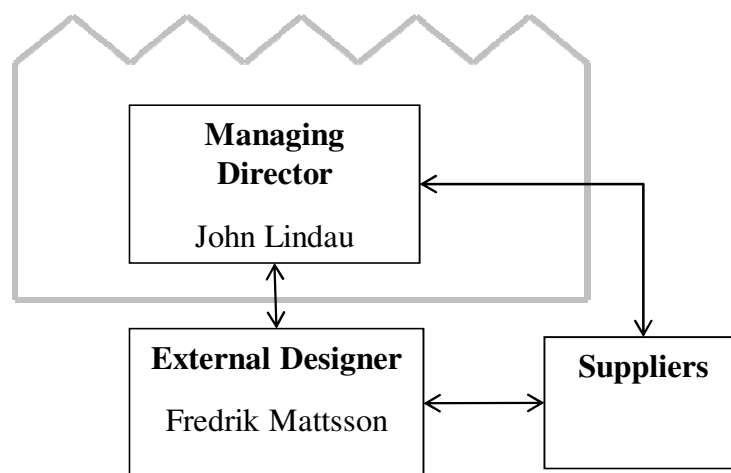 Managing
Director
John Lindau
External Designer
Fredrik Mattsson
Suppliers